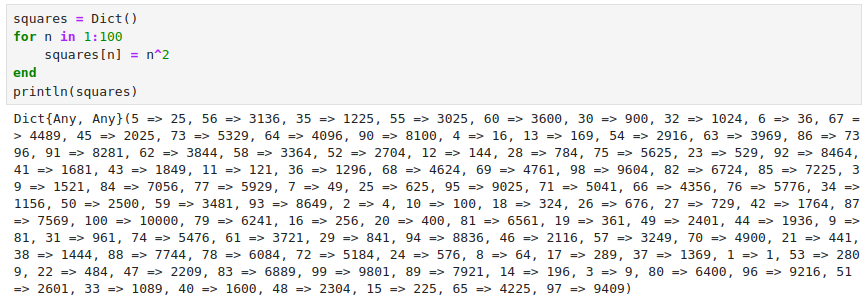 squares = Dict()
for n in 1:100
    squares[n] = n^2
end
println(squares)
Dict{Any, Any}(5 => 25, 56 => 3136, 35 => 1225, 55 => 3025, 60 => 3600, 30 => 900, 32 => 1024, 6 => 36, 67 =
> 4489, 45 => 2025, 73 => 5329, 64 => 4096, 90 => 8100, 4 => 16, 13 => 169, 54 => 2916, 63 => 3969, 86 => 73
96, 91 => 8281, 62 => 3844, 58 => 3364, 52 => 2704, 12 => 144, 28 => 784, 75 => 5625, 23 => 529, 92 => 8464,
41 => 1681, 43 => 1849, 11 => 121, 36 => 1296, 68 => 4624, 69 => 4761, 98 => 9604, 82 => 6724, 85 => 7225, 3
9 => 1521, 84 => 7056, 77 => 5929, 7 => 49, 25 => 625, 95 => 9025, 71 => 5041, 66 => 4356, 76 => 5776, 34 =>
1156, 50 => 2500, 59 => 3481, 93 => 8649, 2 => 4, 10 => 100, 18 => 324, 26 => 676, 27 => 729, 42 => 1764, 87
=> 7569, 100 => 10000, 79 => 6241, 16 => 256, 20 => 400, 81 => 6561, 19 => 361, 49 => 2401, 44 => 1936, 9 =>
81, 31 => 961, 74 => 5476, 61 => 3721, 29 => 841, 94 => 8836, 46 => 2116, 57 => 3249, 70 => 4900, 21 => 441,
38 => 1444, 88 => 7744, 78 => 6084, 72 => 5184, 24 => 576, 8 => 64, 17 => 289, 37 => 1369, 1 => 1, 53 => 280
9, 22 => 484, 47 => 2209, 83 => 6889, 99 => 9801, 89 => 7921, 14 => 196, 3 => 9, 80 => 6400, 96 => 9216, 51
=> 2601, 33 => 1089, 40 => 1600, 48 => 2304, 15 => 225, 65 => 4225, 97 => 9409)